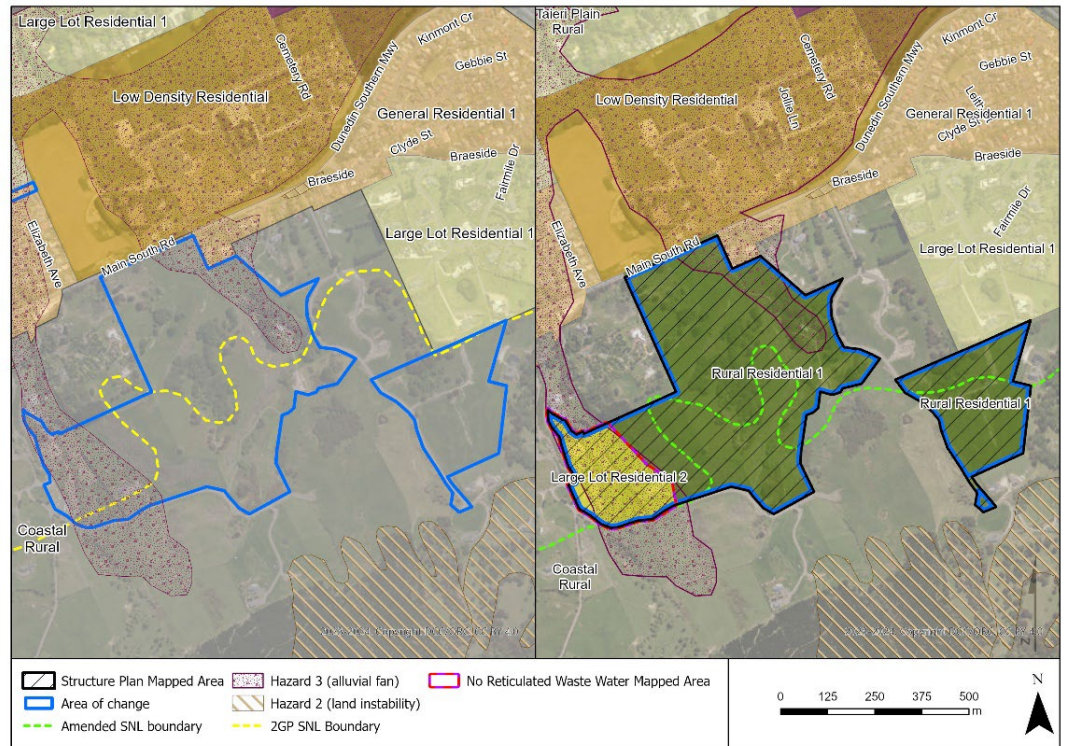 Large Lot Residential 1
Low Density Residential
Cemetery Rd
Dunedin Southern Mwy
Kinmont Cr
Gebbie St
General Residential 1
Clyde St
Braeside
Braeside
Fairmile Dr
Large Lot Residential 1
Elizabeth Ave
Main South Rd
Coastal
Rural
Taieri Plain
Rural
Low Density Residential
Cemetery Rd
Jollie Ln
Dunedin Southern Mwy
Kinmont Cr
Gebbie St
General Residential 1
Clyde St
Braeside
Braeside
Fairmile Dr
Large Lot Residential 1
Elizabeth Ave
Main South Rd
Rural Residential 1
Rural Residential 1
Large Lot Residential 2
Coastal
Rural
Structure Plan Mapped Area
Area of change
Amended SNL boundary
Hazard 3 (alluvial fan)
Hazard 2 (land instability)
2GP SNL Boundary
No Reticulated Waste Water Mapped Area
0 125 250 375 500
m
N